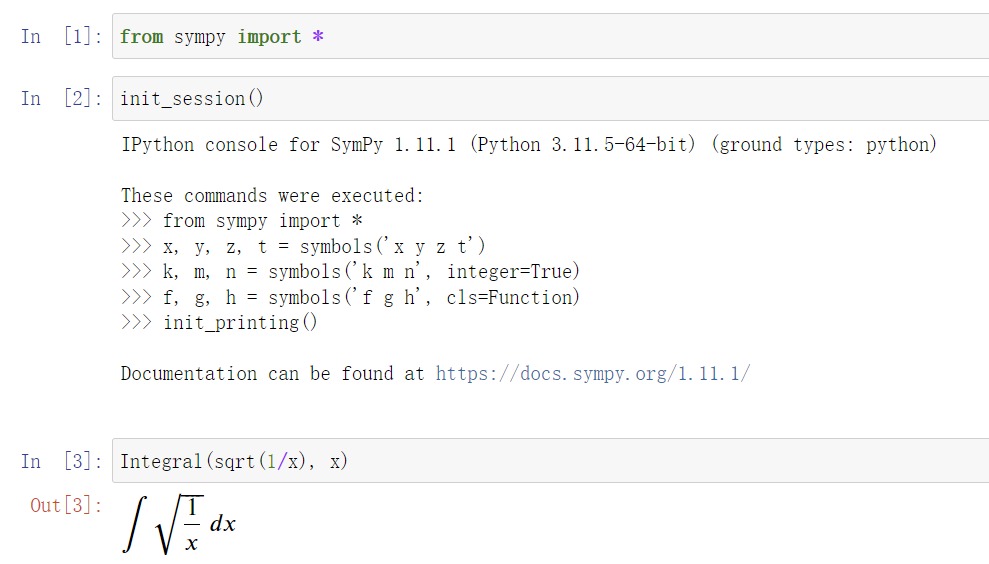 In [1]: from sympy import *
In [2]: init_session()
IPython console for SymPy 1.11.1 (Python 3.11.5-64-bit) (ground types: python)
These commands were executed:
>>> from sympy import *
>>> x, y, z, t = symbols('x y z t')
>>> k, m, n = symbols('k m n', integer=True)
>>> f, g, h = symbols('f g h', cls=Function)
>>> init_printing()
Documentation can be found at https://docs.sympy.org/1.11.1/
In [3]: Integral(sqrt(1/x), x)
Out[3]: ∫ √(1/x) dx